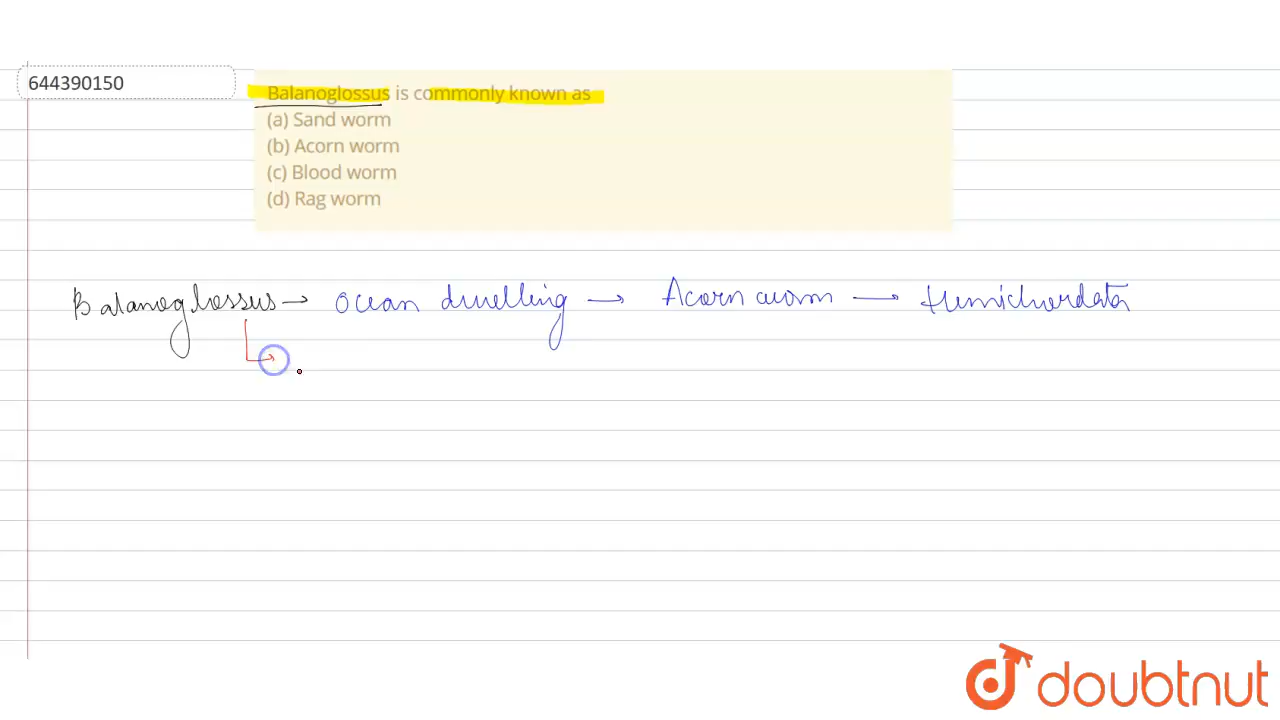 644390150
Balanoglossus is commonly known as
(a) Sand worm
(b) Acorn worm
(c) Blood worm
(d) Rag worm
Balanoglossus → Ocean dwelling → Acorn worm → Hemichordata
doubtnut